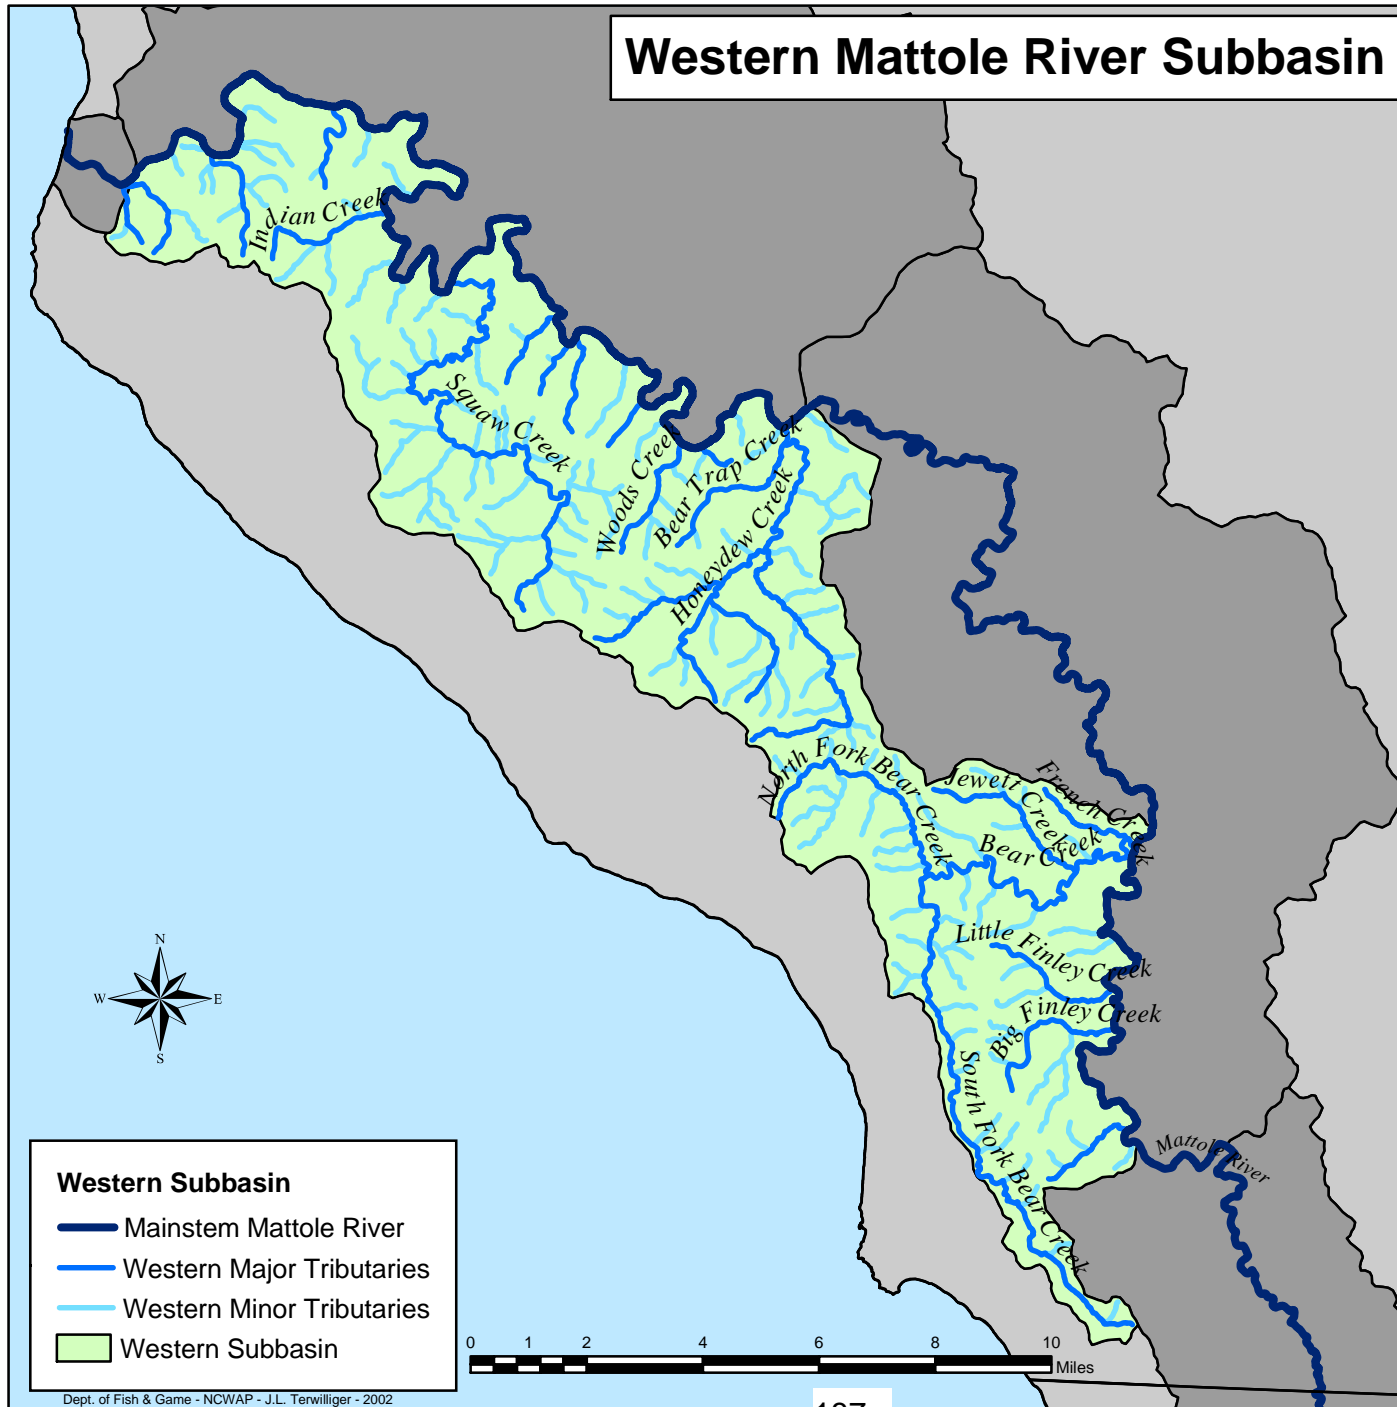 Western Mattole River Subbasin
Indian Creek
Squaw Creek
Woods Creek
Bear Trap Creek
Honeydew Creek
North Fork Bear Creek
Jewett Creek
French Creek
Bear Creek
Little Finley Creek
Big Finley Creek
South Fork Bear Creek
Mattole River
N
W
E
S
Western Subbasin
Mainstem Mattole River
Western Major Tributaries
Western Minor Tributaries
Western Subbasin
0 1 2 4 6 8 10
Miles
Dept. of Fish & Game - NCWAP - J.L. Terwilliger - 2002